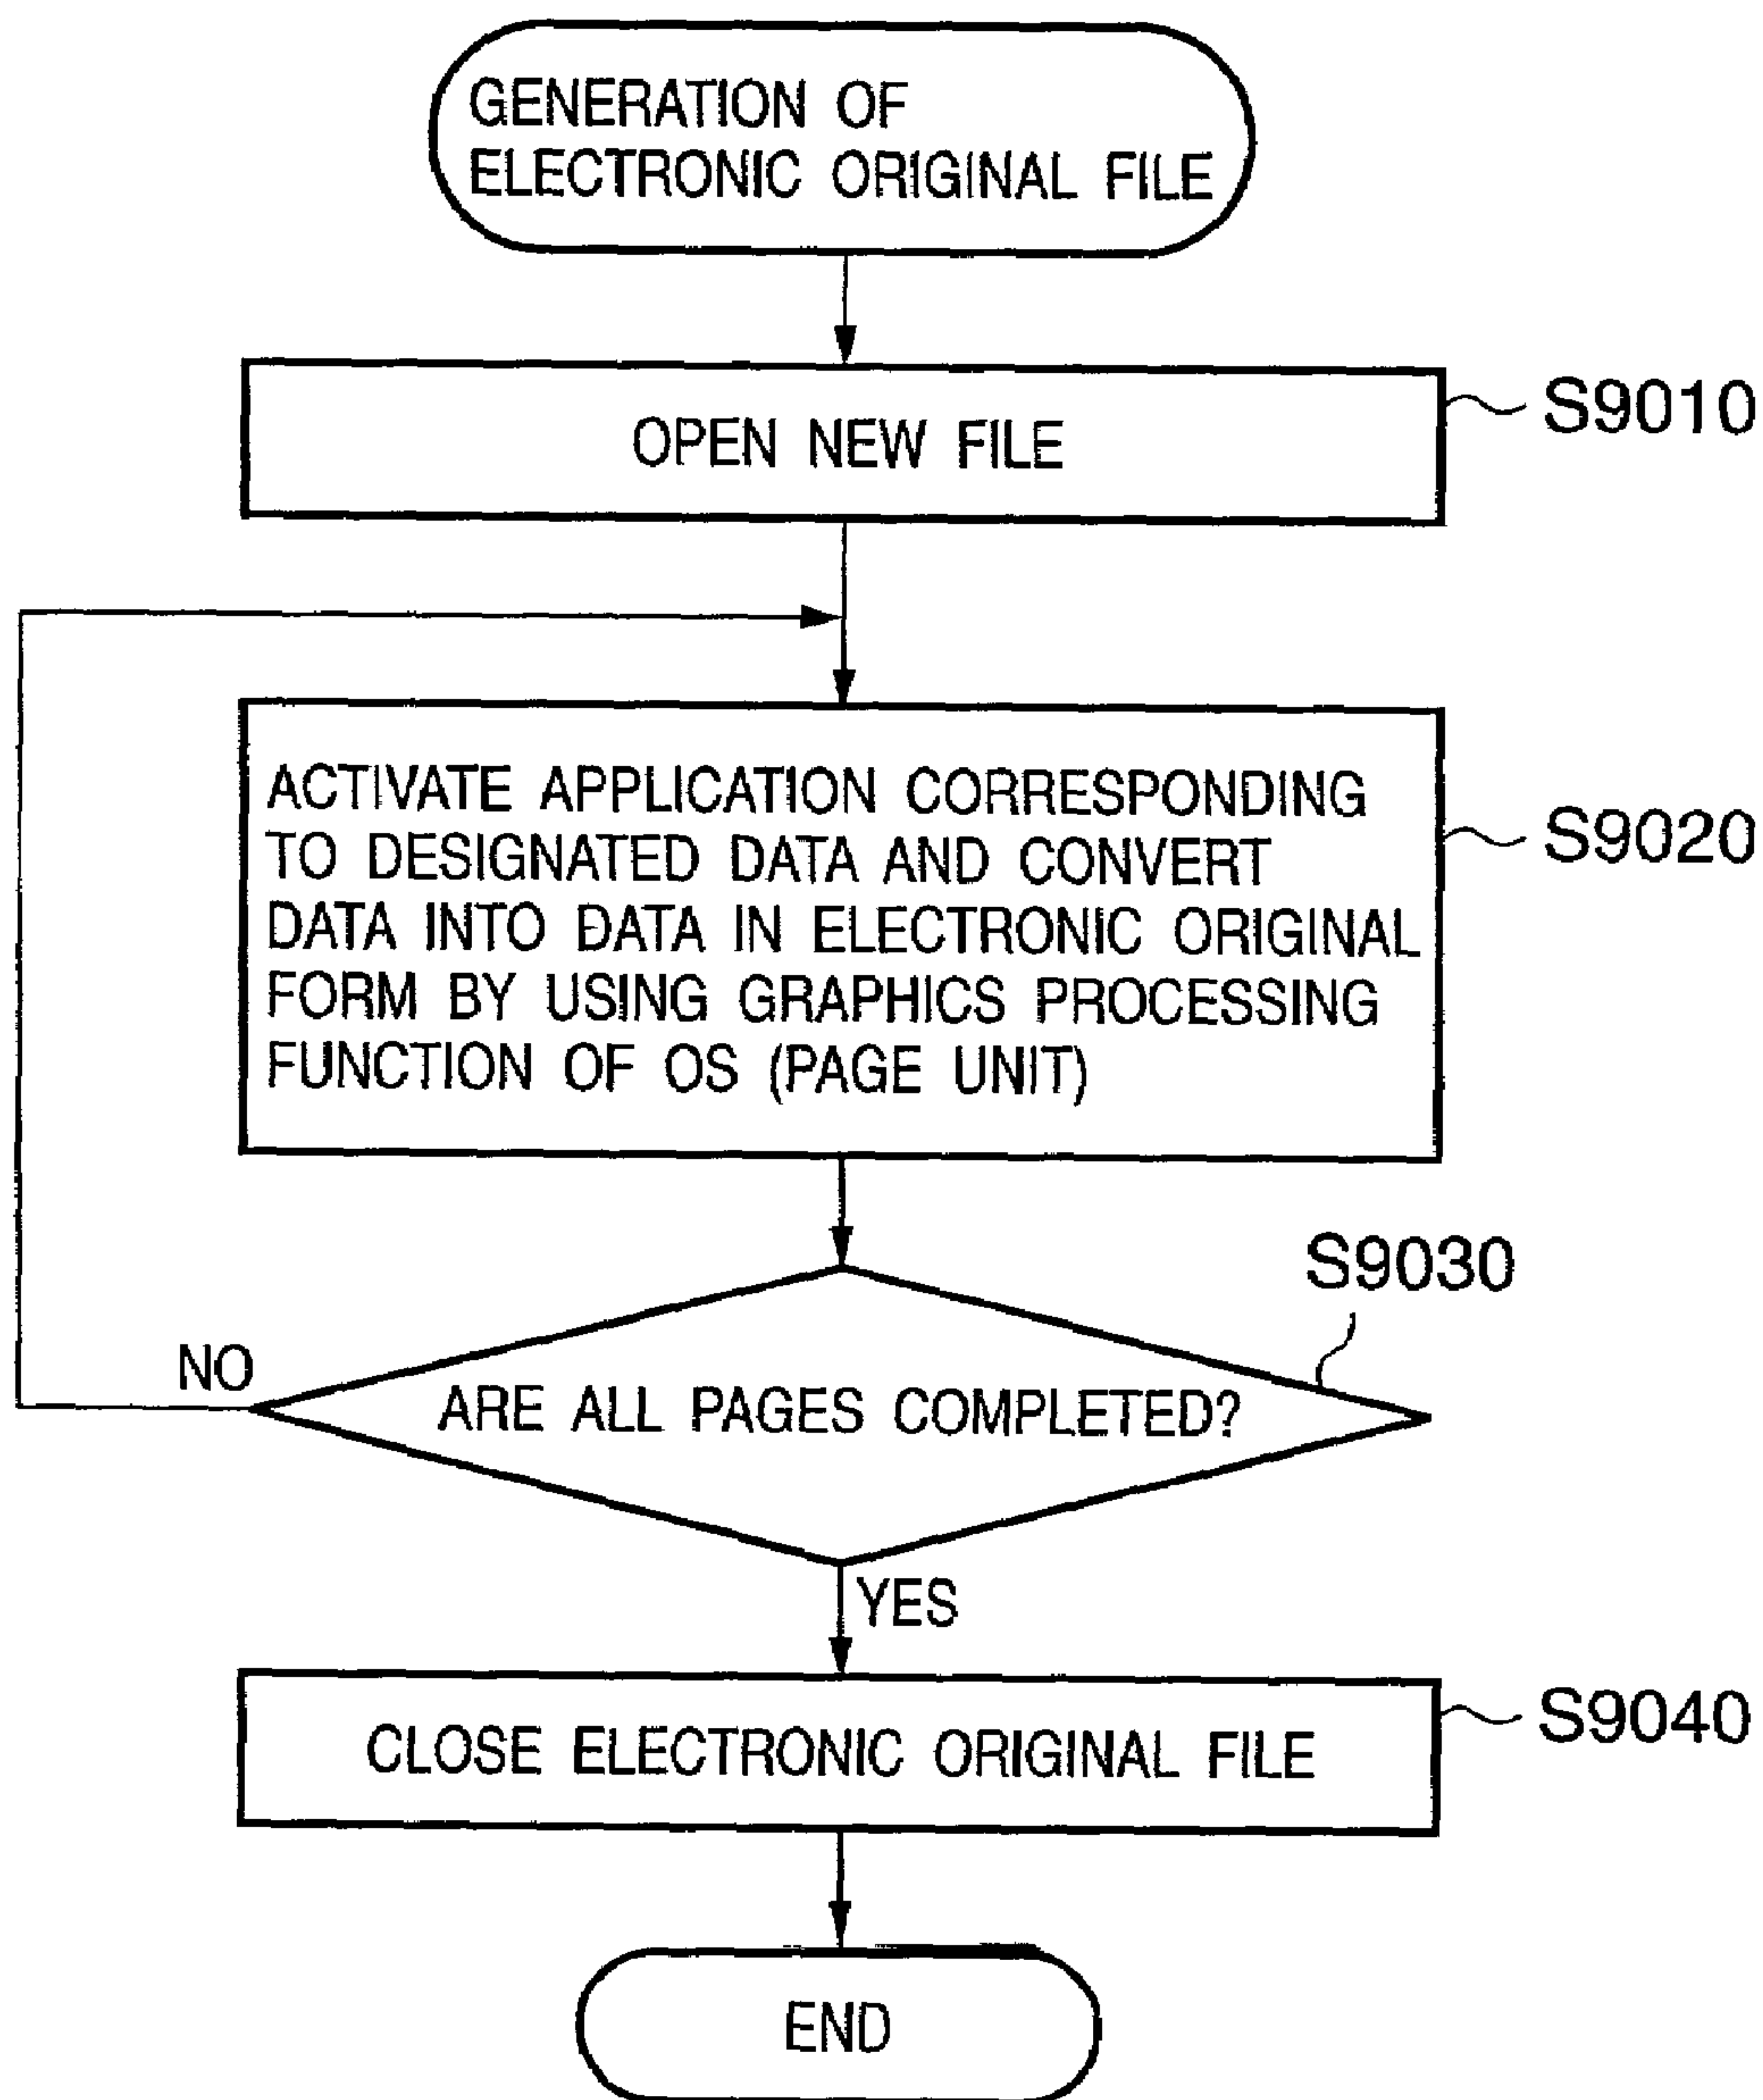 GENERATION OF
ELECTRONIC ORIGINAL FILE
OPEN NEW FILE
S9010
ACTIVATE APPLICATION CORRESPONDING
TO DESIGNATED DATA AND CONVERT
DATA INTO DATA IN ELECTRONIC ORIGINAL
FORM BY USING GRAPHICS PROCESSING
FUNCTION OF OS (PAGE UNIT)
S9020
S9030
NO
ARE ALL PAGES COMPLETED?
YES
CLOSE ELECTRONIC ORIGINAL FILE
S9040
END